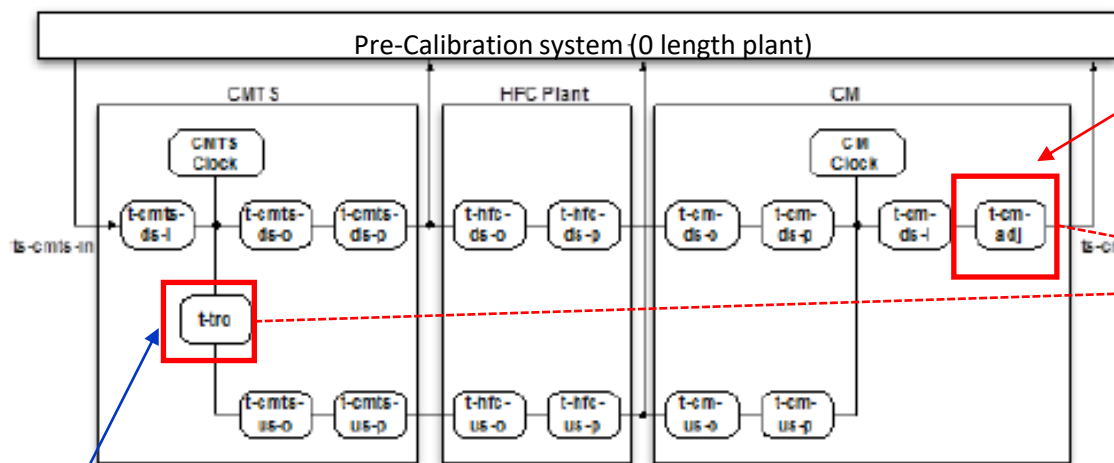 Pre-Calibration system (0 length plant)
CMTS
HFC Plant
CM
CMTS
Clock
CM
Clock
t-cmts-
ds-i
t-cmts-
ds-o
t-cmts-
ds-p
t-hfc-
ds-o
t-hfc-
ds-p
t-cm-
ds-o
t-cm-
ds-p
t-cm-
ds-i
t-cm-
adj
ts-cmts-in
t-tro
t-cmts-
us-o
t-cmts-
us-p
t-hfc-
us-o
t-hfc-
us-p
t-cm-
us-o
t-cm-
us-p